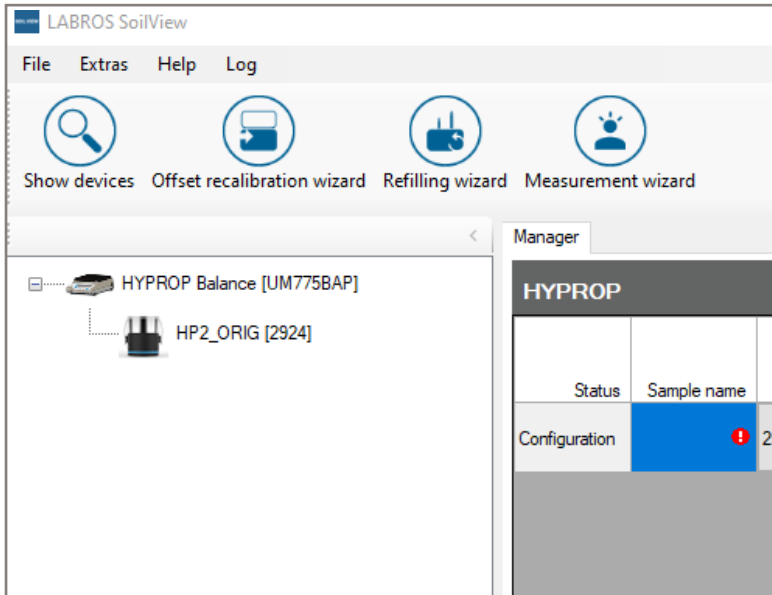 LABROS SoilView
File Extras Help Log
Show devices Offset recalibration wizard Refilling wizard Measurement wizard
Manager
HYPROP Balance [UM775BAP]
HP2_ORIG [2924]
HYPROP
Status Sample name
Configuration